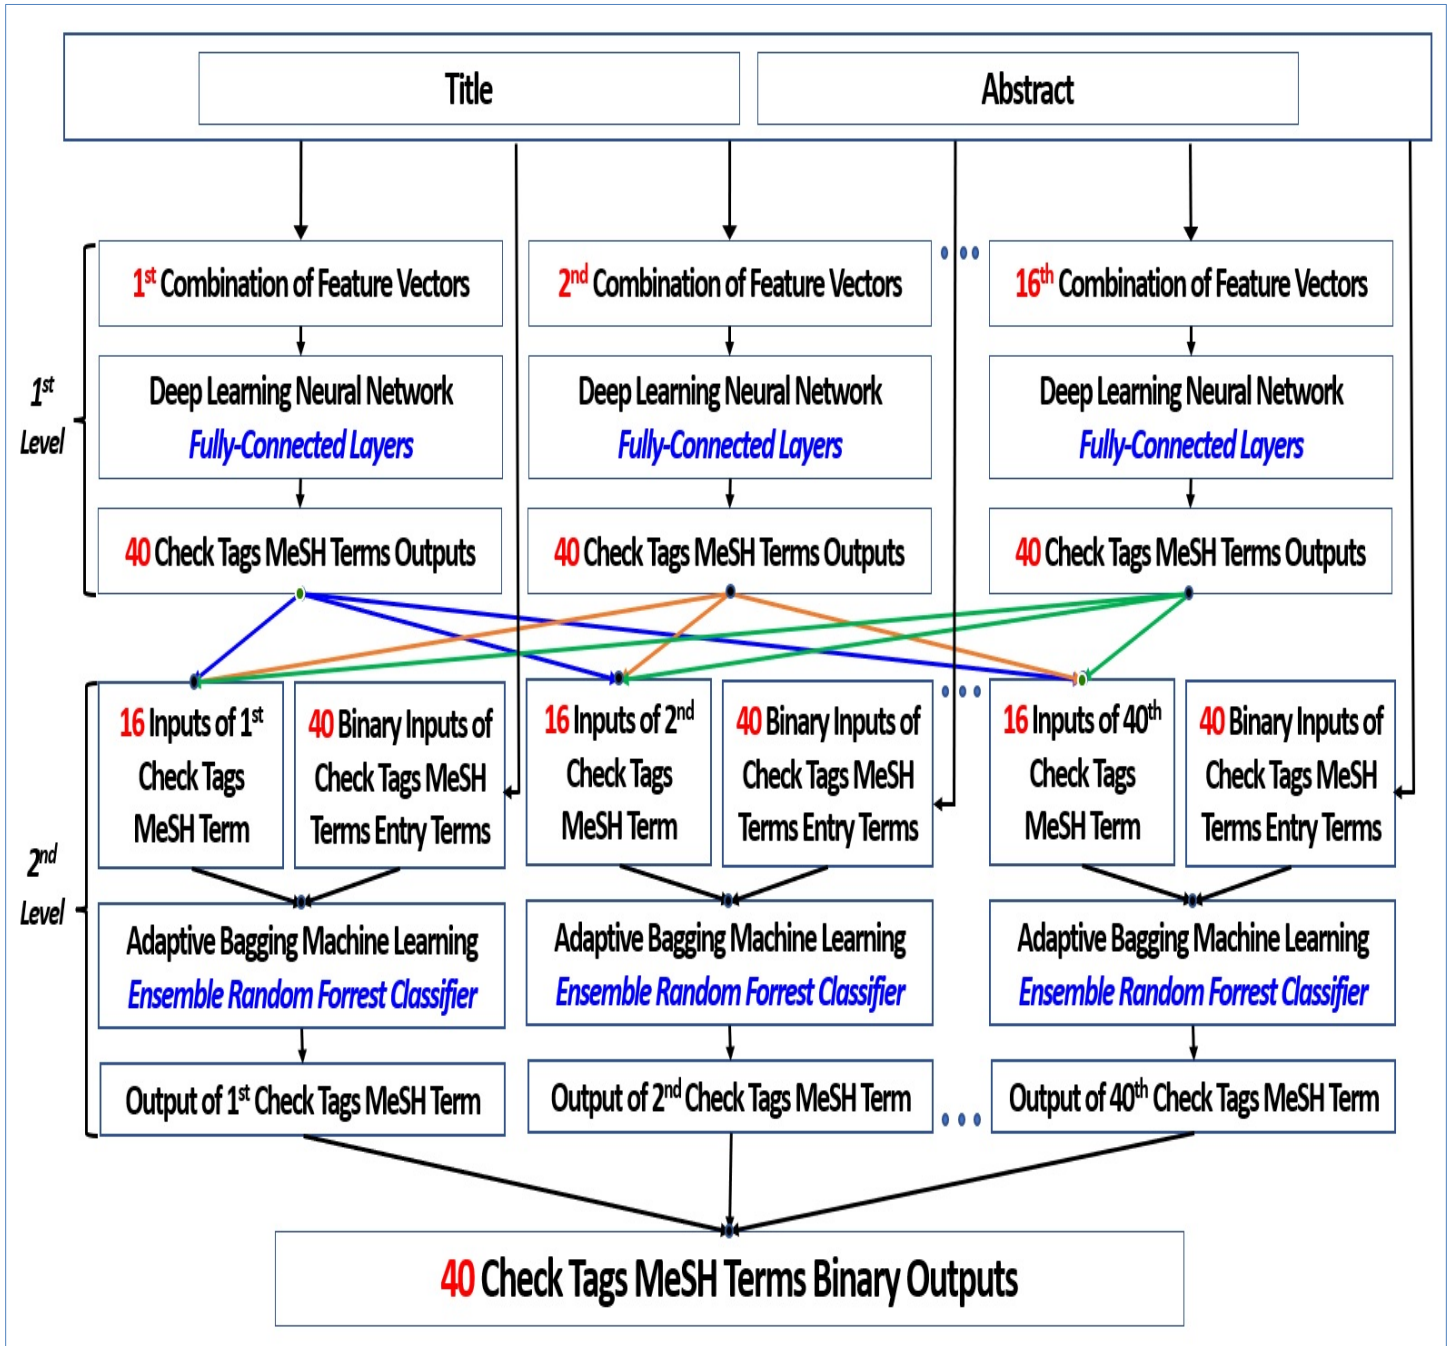 Title
Abstract
1st Combination of Feature Vectors
2nd Combination of Feature Vectors
16th Combination of Feature Vectors
1st
Level
Deep Learning Neural Network
Fully-Connected Layers
Deep Learning Neural Network
Fully-Connected Layers
Deep Learning Neural Network
Fully-Connected Layers
40 Check Tags MeSH Terms Outputs
40 Check Tags MeSH Terms Outputs
40 Check Tags MeSH Terms Outputs
2nd
Level
16 Inputs of 1st
Check Tags
MeSH Term
40 Binary Inputs of
Check Tags MeSH
Terms Entry Terms
16 Inputs of 2nd
Check Tags
MeSH Term
40 Binary Inputs of
Check Tags MeSH
Terms Entry Terms
16 Inputs of 40th
Check Tags
MeSH Term
40 Binary Inputs of
Check Tags MeSH
Terms Entry Terms
Adaptive Bagging Machine Learning
Ensemble Random Forrest Classifier
Adaptive Bagging Machine Learning
Ensemble Random Forrest Classifier
Adaptive Bagging Machine Learning
Ensemble Random Forrest Classifier
Output of 1st Check Tags MeSH Term
Output of 2nd Check Tags MeSH Term
Output of 40th Check Tags MeSH Term
40 Check Tags MeSH Terms Binary Outputs